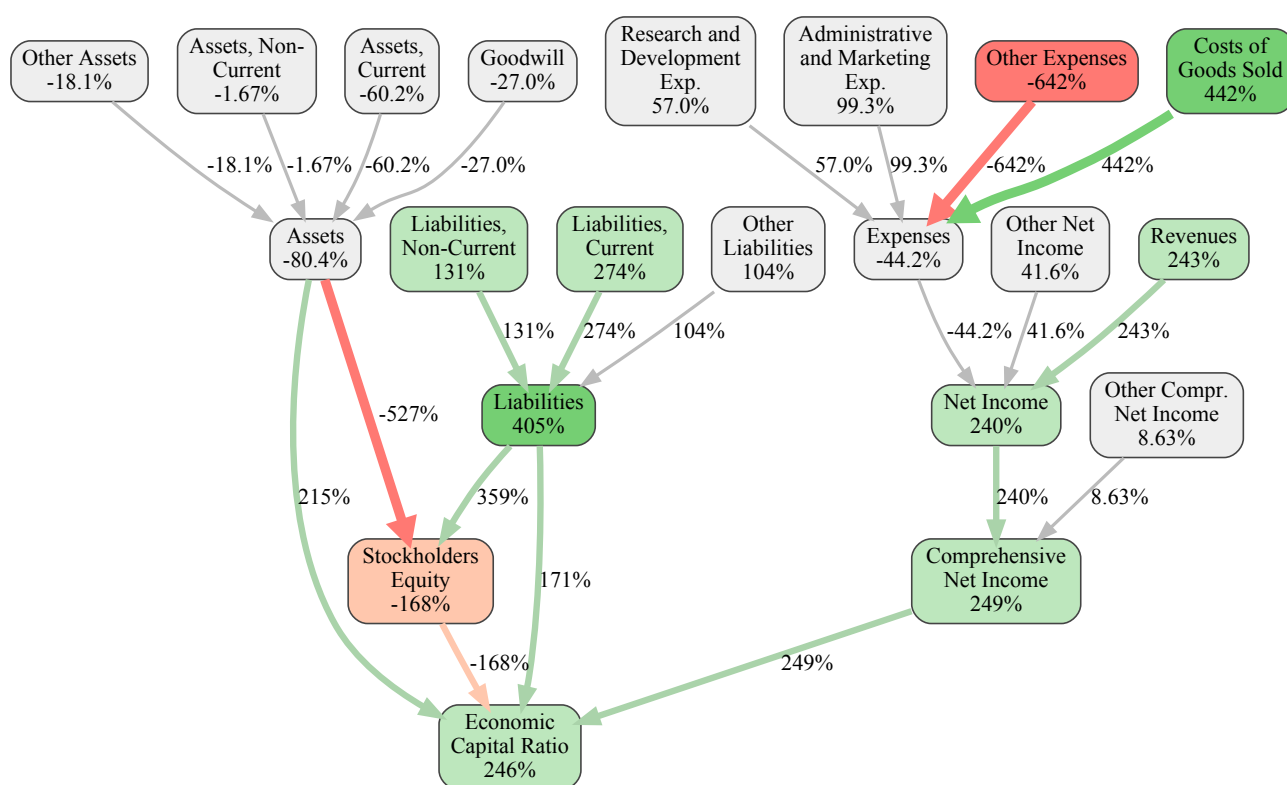 Other Assets
-18.1%
Assets, Non-
Current
-1.67%
Assets,
Current
-60.2%
Goodwill
-27.0%
Research and
Development
Exp.
57.0%
Administrative
and Marketing
Exp.
99.3%
Other Expenses
-642%
Costs of
Goods Sold
442%
-18.1%
-1.67%
-60.2%
-27.0%
57.0%
99.3%
-642%
442%
Assets
-80.4%
Liabilities,
Non-Current
131%
Liabilities,
Current
274%
Other
Liabilities
104%
Expenses
-44.2%
Other Net
Income
41.6%
Revenues
243%
131%
274%
104%
-44.2%
41.6%
243%
-527%
Liabilities
405%
Net Income
240%
Other Compr.
Net Income
8.63%
215%
359%
240%
8.63%
Stockholders
Equity
-168%
171%
Comprehensive
Net Income
249%
-168%
249%
Economic
Capital Ratio
246%